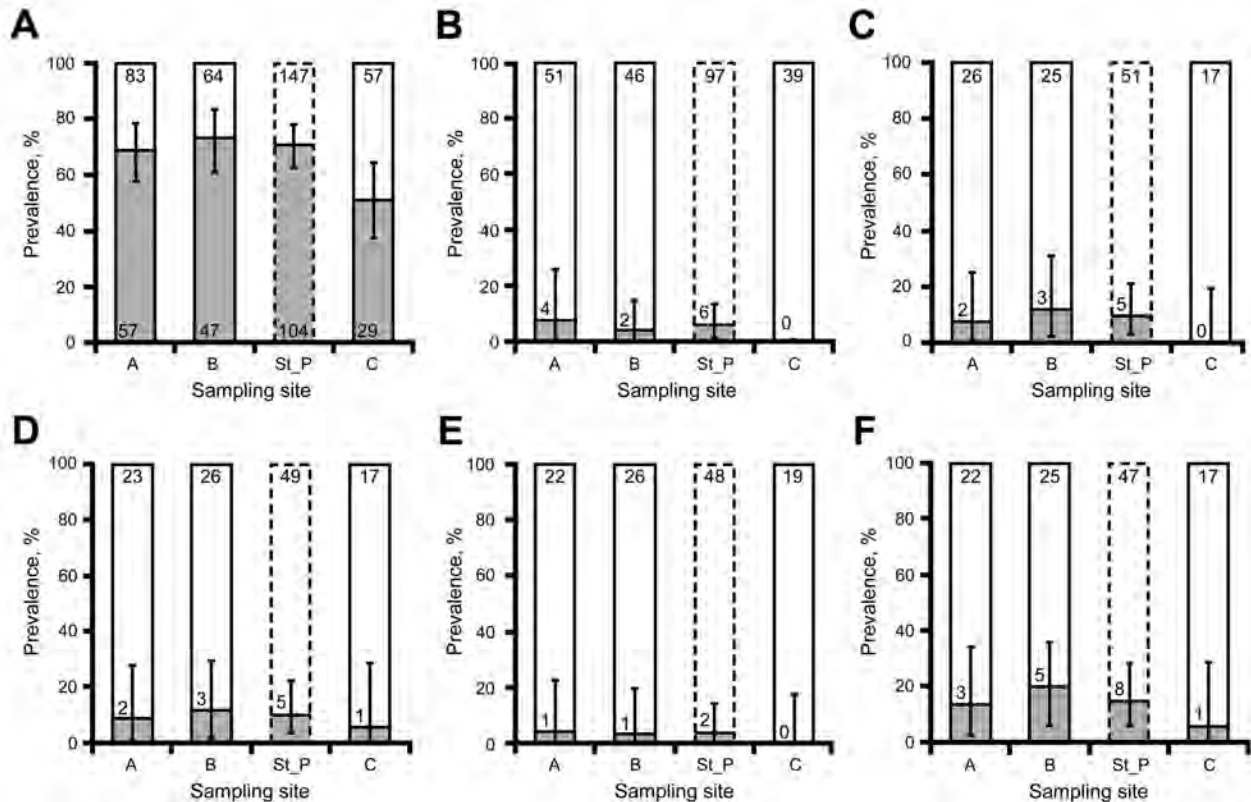 A
B
C
100
80
60
40
20
0
Prevalence, %
83
64
147
57
57
47
104
29
A
B
St_P
C
Sampling site
100
80
60
40
20
0
Prevalence, %
51
46
97
39
4
2
6
0
A
B
St_P
C
Sampling site
100
80
60
40
20
0
Prevalence, %
26
25
51
17
2
3
5
0
A
B
St_P
C
Sampling site
D
E
F
100
80
60
40
20
0
Prevalence, %
23
26
49
17
2
3
5
1
A
B
St_P
C
Sampling site
100
80
60
40
20
0
Prevalence, %
22
26
48
19
1
1
2
0
A
B
St_P
C
Sampling site
100
80
60
40
20
0
Prevalence, %
22
25
47
17
3
5
8
1
A
B
St_P
C
Sampling site